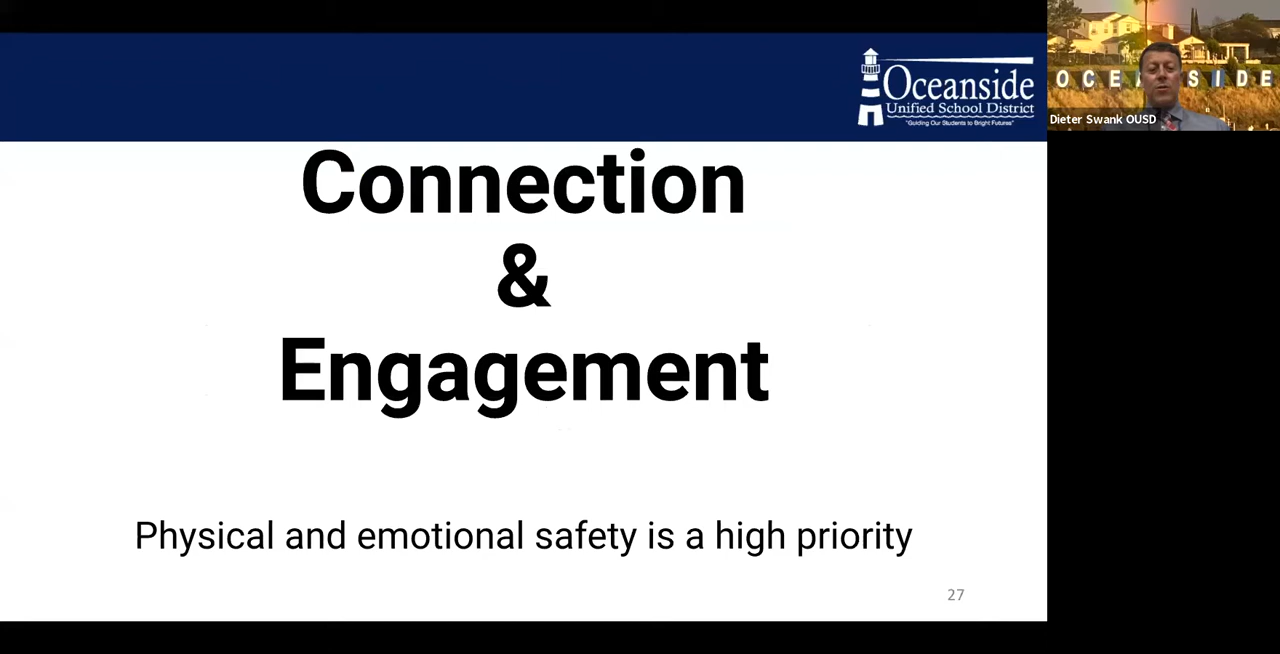 Oceanside
Unified School District
"Guiding Our Students to Bright Futures"
OCEANSIDE
Dieter Swank OUSD
Connection
&
Engagement
Physical and emotional safety is a high priority
27